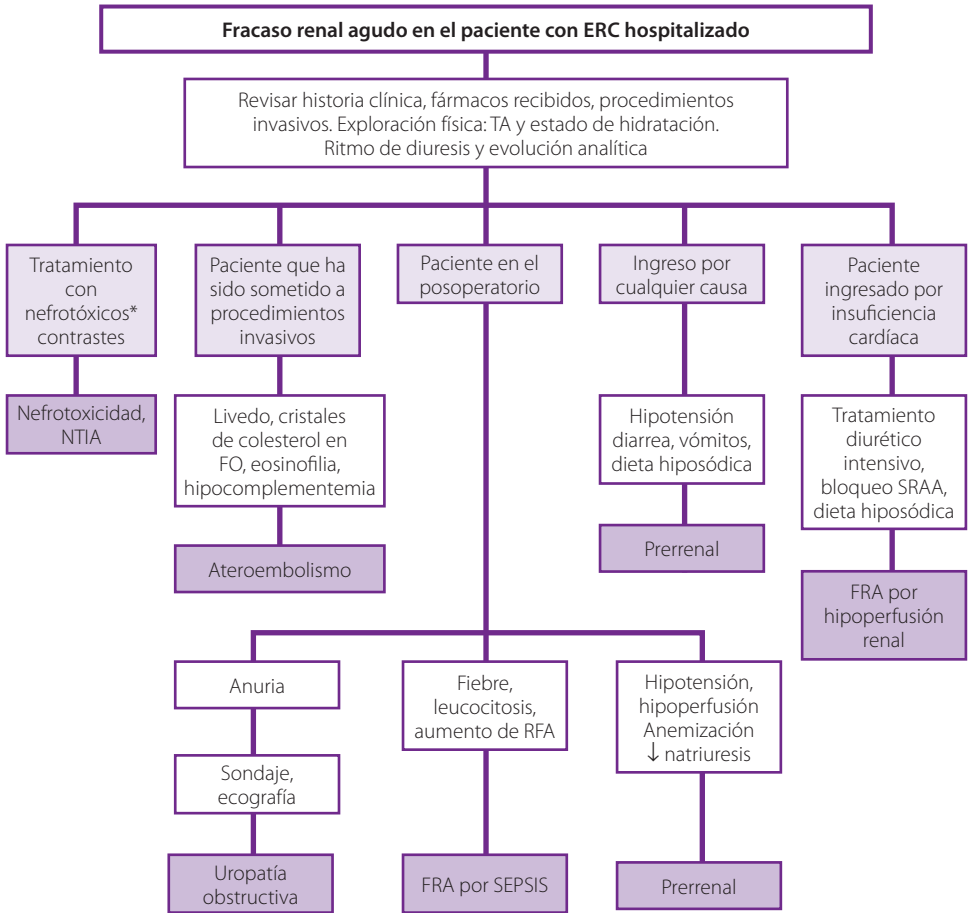 Fracaso renal agudo en el paciente con ERC hospitalizado
Revisar historia clínica, fármacos recibidos, procedimientos
invasivos. Exploración física: TA y estado de hidratación.
Ritmo de diuresis y evolución analítica
Tratamiento
con
nefrotóxicos*
contrastes
Nefrotoxicidad,
NTIA
Paciente que ha
sido sometido a
procedimientos
invasivos
Livedo, cristales
de colesterol en
FO, eosinofilia,
hipocomplementemia
Ateroembolismo
Paciente en el
posoperatorio
Ingreso por
cualquier causa
Hipotensión
diarrea, vómitos,
dieta hiposódica
Prerrenal
Paciente
ingresado por
insuficiencia
cardíaca
Tratamiento
diurético
intensivo,
bloqueo SRAA,
dieta hiposódica
FRA por
hipoperfusión
renal
Anuria
Sondaje,
ecografía
Uropatía
obstructiva
Fiebre,
leucocitosis,
aumento de RFA
FRA por SEPSIS
Hipotensión,
hipoperfusión
Anemización
↓ natriuresis
Prerrenal